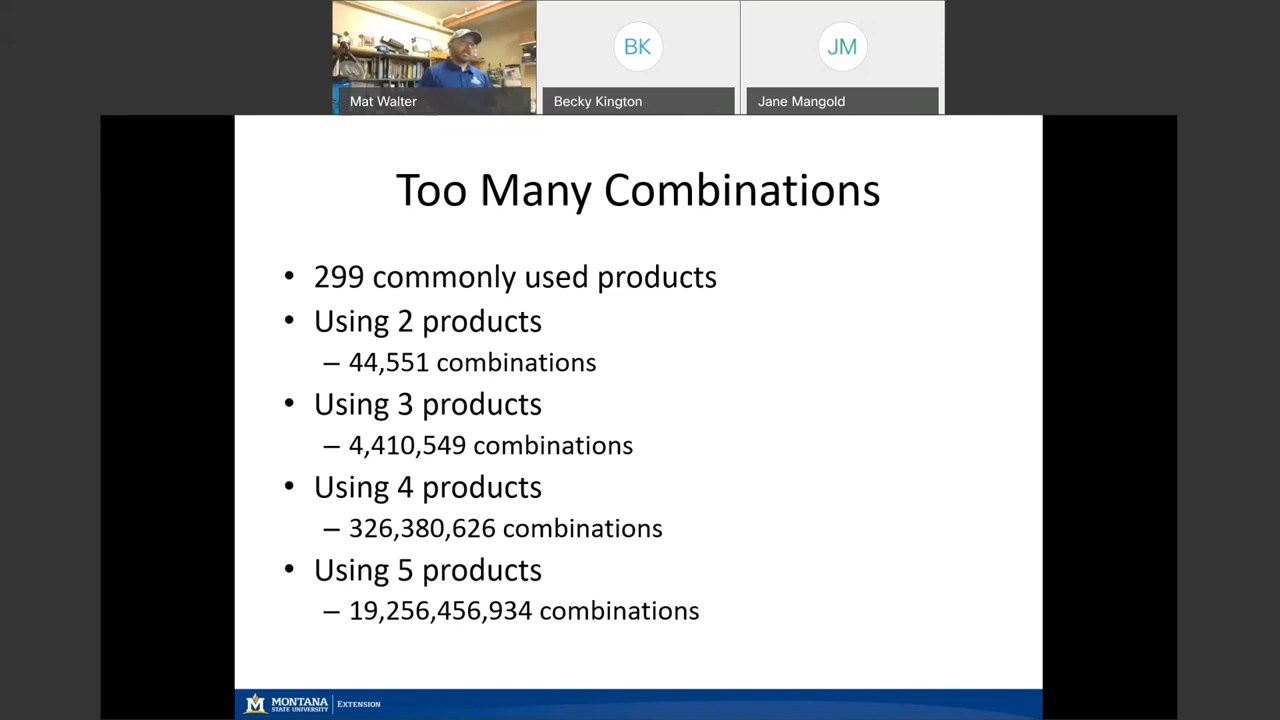 Mat Walter
BK
Becky Kington
JM
Jane Mangold
Too Many Combinations
• 299 commonly used products
• Using 2 products
– 44,551 combinations
• Using 3 products
– 4,410,549 combinations
• Using 4 products
– 326,380,626 combinations
• Using 5 products
– 19,256,456,934 combinations
M MONTANA
STATE UNIVERSITY
EXTENSION